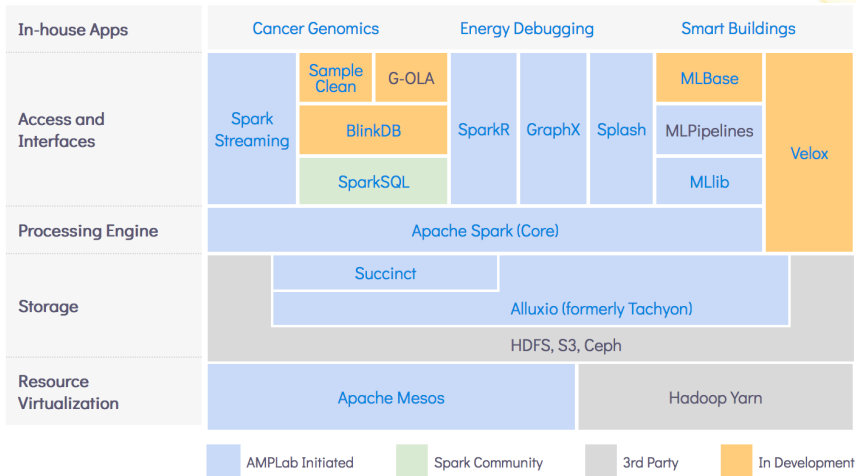 In-house Apps
Cancer Genomics
Energy Debugging
Smart Buildings
Access and
Interfaces
Spark
Streaming
Sample
Clean
G-OLA
BlinkDB
SparkSQL
SparkR
GraphX
Splash
MLBase
MLPipelines
MLlib
Velox
Processing Engine
Apache Spark (Core)
Storage
Succinct
Alluxio (formerly Tachyon)
HDFS, S3, Ceph
Resource
Virtualization
Apache Mesos
Hadoop Yarn
AMPLab Initiated
Spark Community
3rd Party
In Development